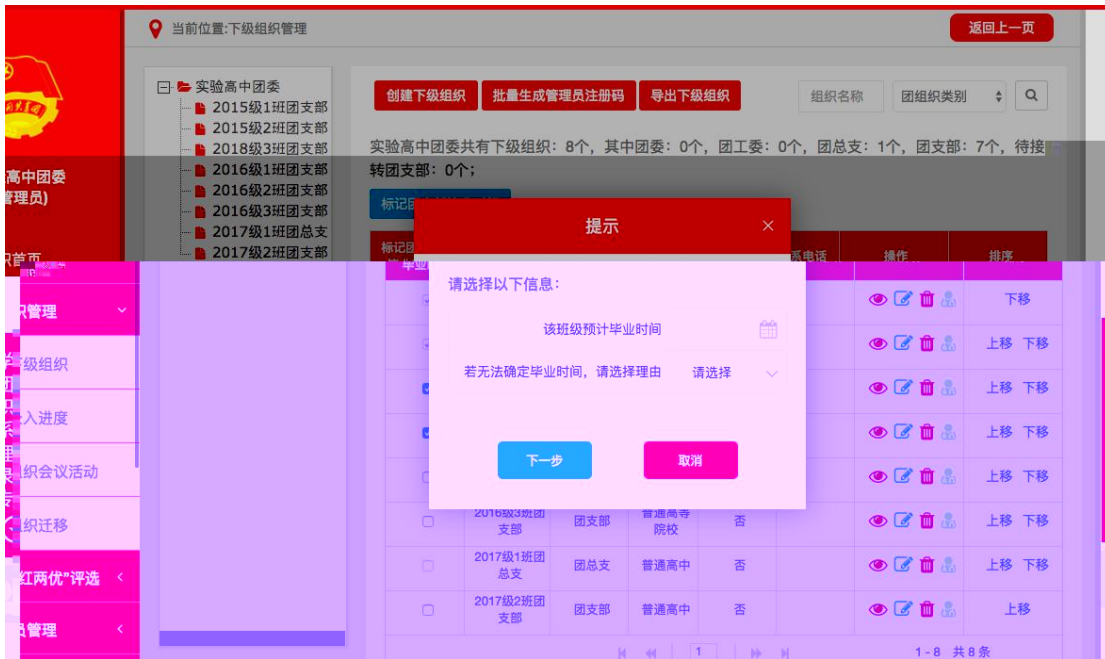 当前位置:下级组织管理
返回上一页
实验高中团委
2015级1班团支部
2015级2班团支部
2018级3班团支部
2016级1班团支部
2016级2班团支部
2016级3班团支部
2017级1班团总支
2017级2班团支部
创建下级组织 批量生成管理员注册码 导出下级组织
组织名称 团组织类别
实验高中团委共有下级组织：8个，其中团委：0个，团工委：0个，团总支：1个，团支部：7个，待接
转团支部：0个；
高中团委
管理员)
标记团
提示
标记团
系电话 操作 排序
毕业
织首页
织管理
级组织
入进度
织会议活动
织迁移
红两优”评选
员管理
请选择以下信息：
该班级预计毕业时间
若无法确定毕业时间，请选择理由 请选择
下一步 取消
下移
上移 下移
上移 下移
上移 下移
上移 下移
2016级3班团
支部 团支部 普通高等
院校 否 上移 下移
2017级1班团
总支 团总支 普通高中 否 上移 下移
2017级2班团
支部 团支部 普通高中 否 上移
1
1 - 8 共 8 条